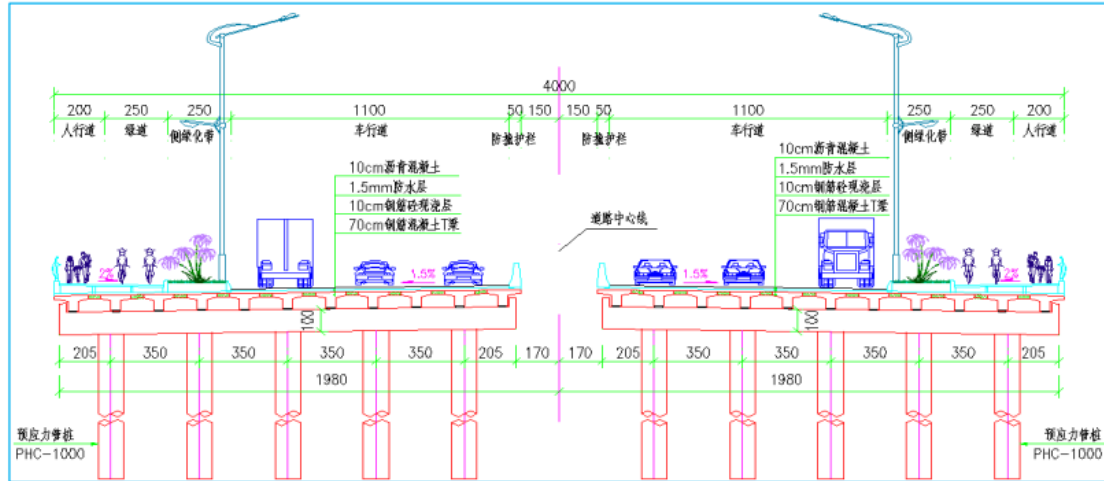 4000
200 250 250 1100 50 150 150 50 1100 250 250 200
人行道 绿道 侧绿化带 车行道 防撞护栏 防撞护栏 车行道 侧绿化带 绿道 人行道
10cm沥青混凝土
1.5mm防水层
10cm钢筋砼现浇层
70cm钢筋混凝土T梁
10cm沥青混凝土
1.5mm防水层
10cm钢筋砼现浇层
70cm钢筋混凝土T梁
道路中心线
2% 1.5% 1.5% 2%
100 100
205 350 350 350 350 205 170 170 205 350 350 350 350 205
1980 1980
预应力管桩
PHC-1000
预应力管桩
PHC-1000